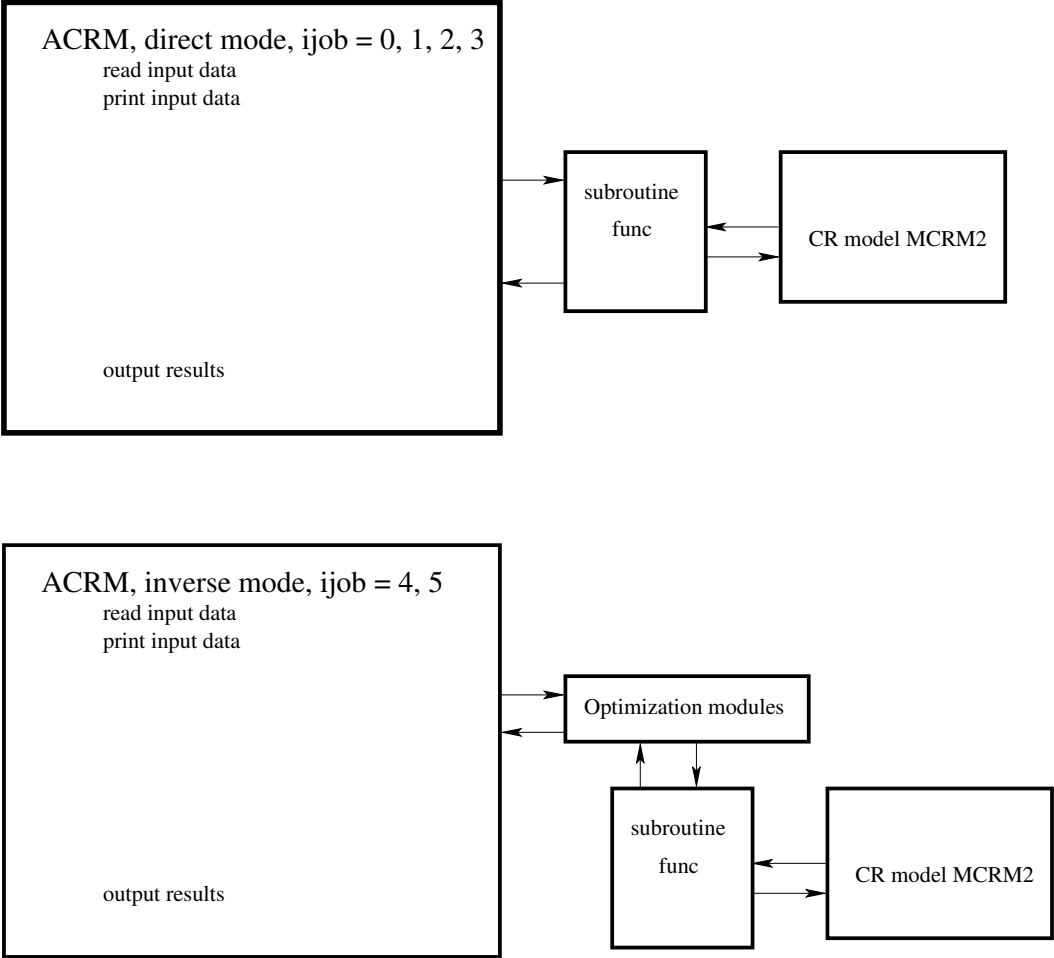 ACRM, direct mode, ijob = 0, 1, 2, 3
read input data
print input data
subroutine
func
CR model MCRM2
output results
ACRM, inverse mode, ijob = 4, 5
read input data
print input data
Optimization modules
subroutine
func
CR model MCRM2
output results